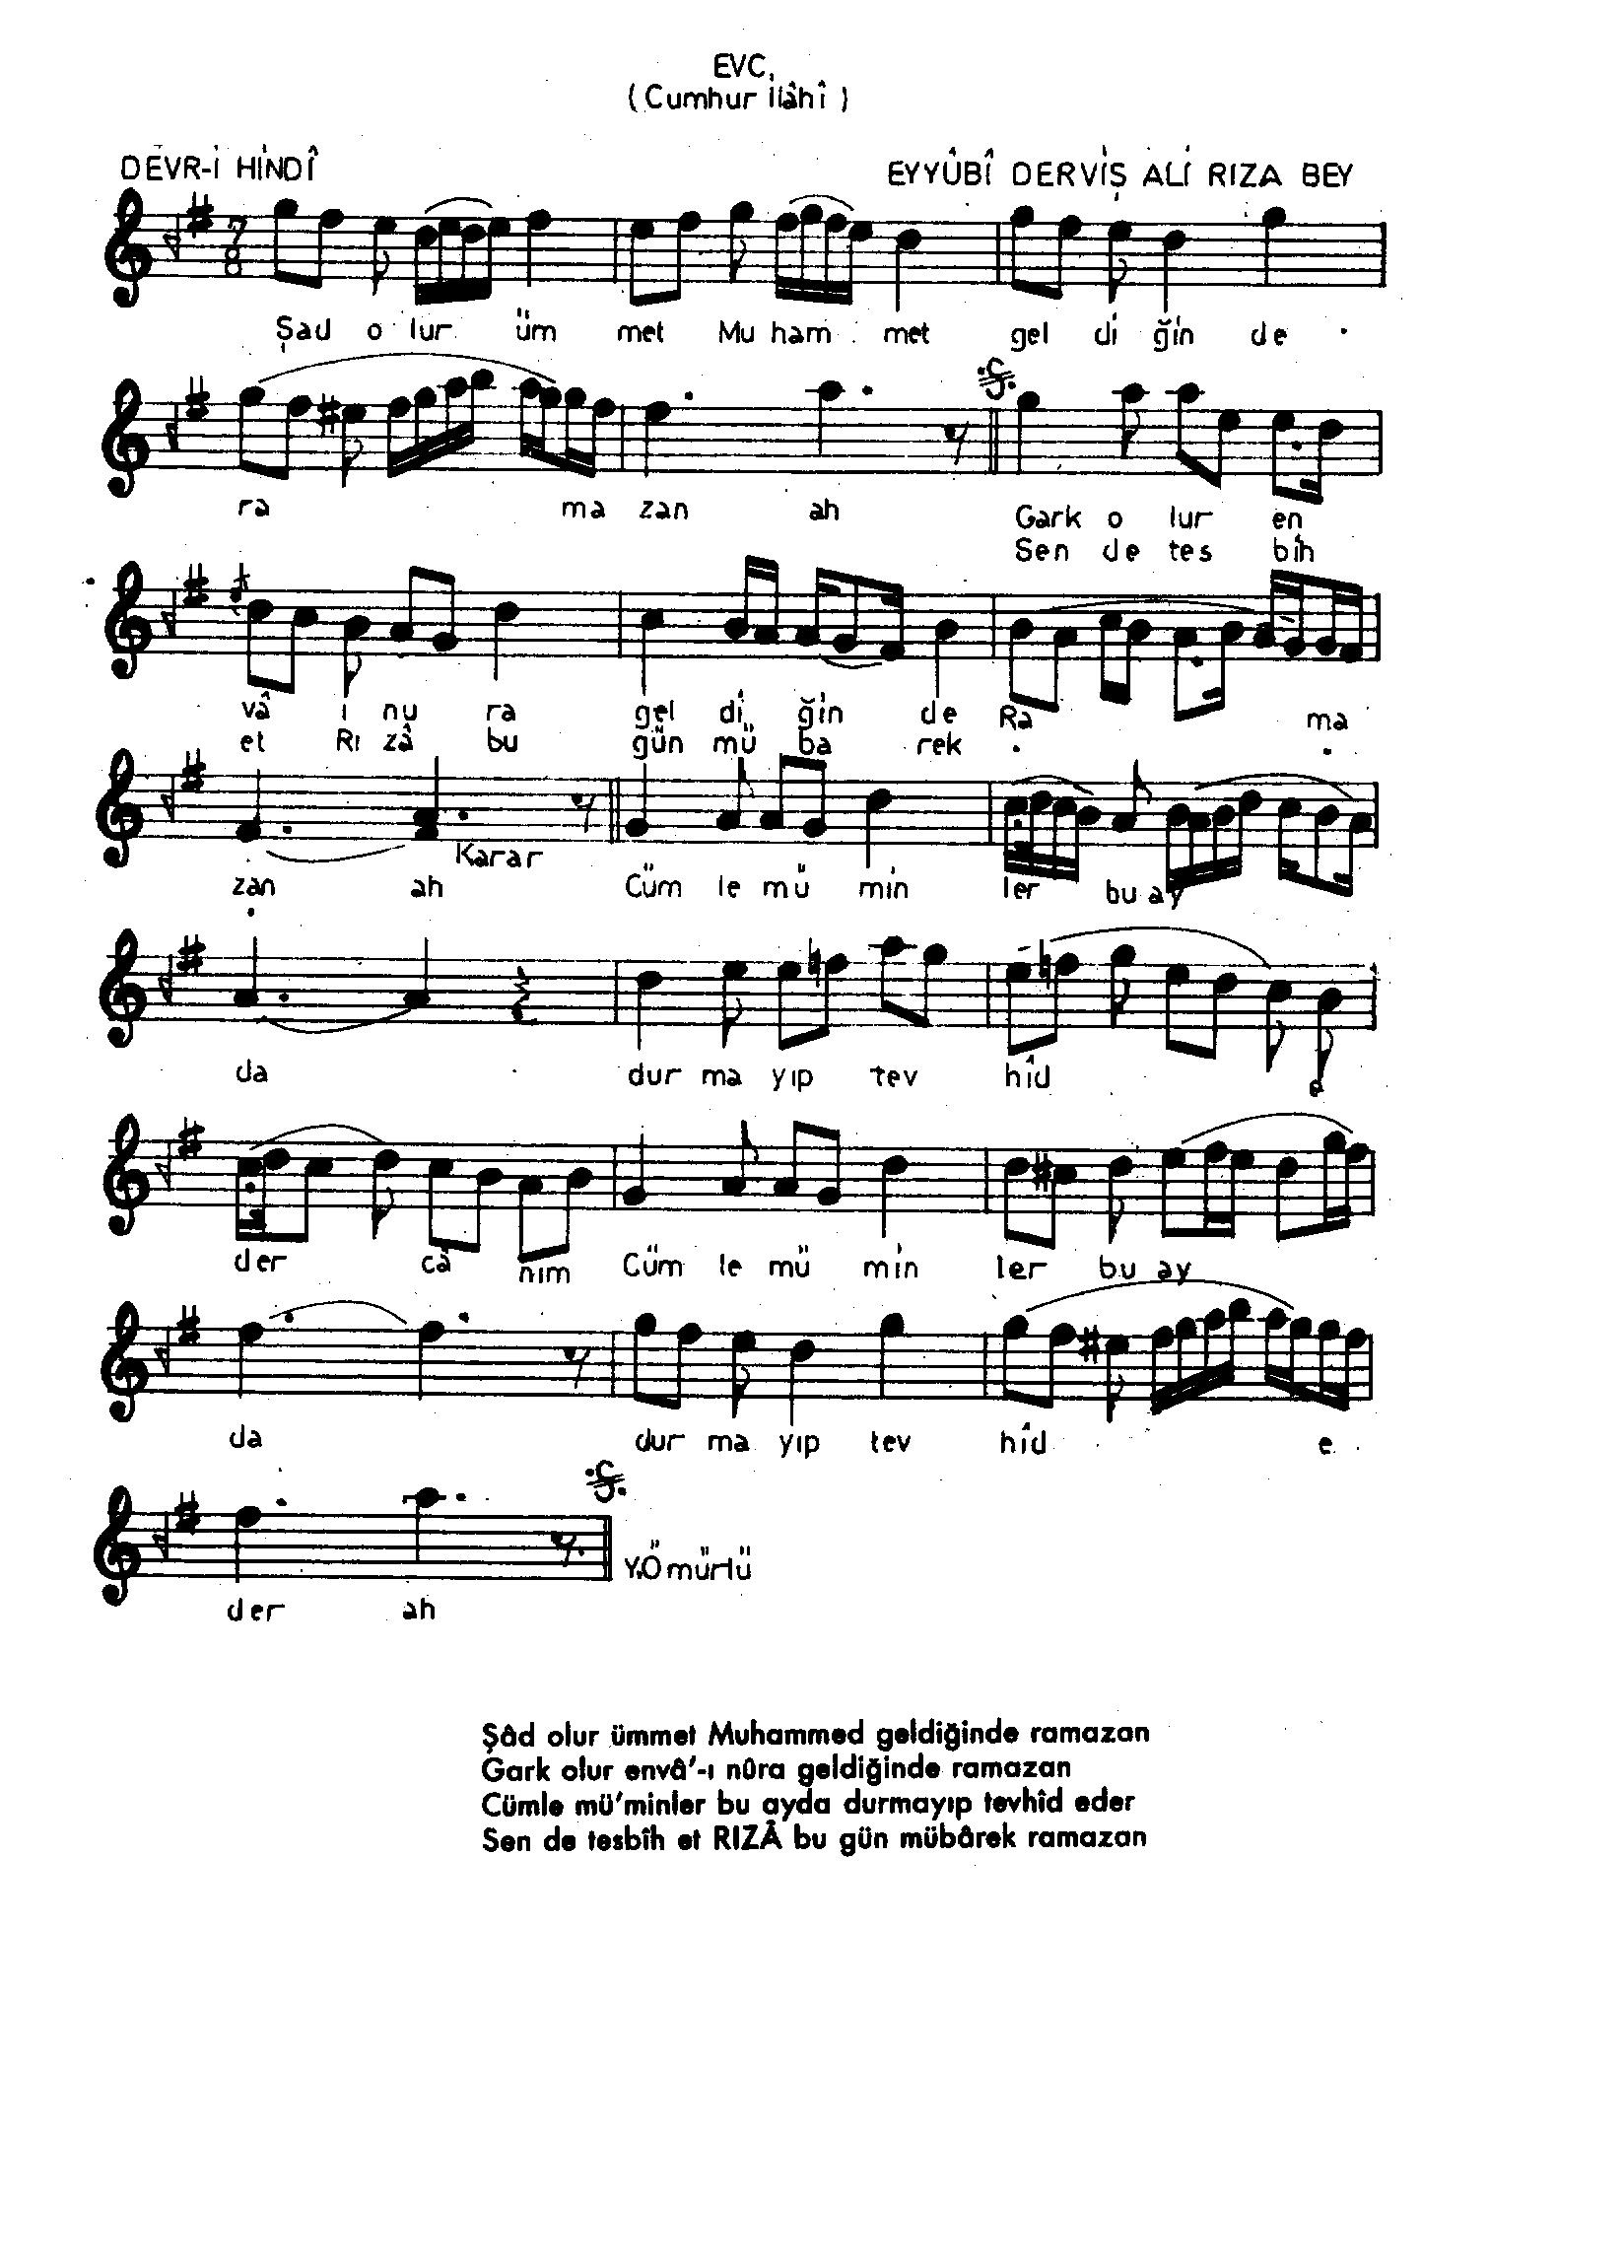 EVC,
( Cumhur İlâhî )
DEVR-İ HİNDÎ
EYYÛBÎ DERVİŞ ALİ RIZA BEY
7
8
Şad o lur üm met Mu ham met gel di ğin de
ra ma zan ah Gark o lur en
Sen de tes bîh
vâ ı nu ra gel di ğin de Ra ma
et Rı zâ bu gün mü ba rek
Karar
zan ah Cüm le mü min ler bu ay
da dur ma yıp tev hîd e
der câ nım Cüm le mü min ler bu ay
da dur ma yıp tev hîd e
Y.Ömürlü
der ah
Şâd olur ümmet Muhammed geldiğinde ramazan
Gark olur envâ'-ı nûra geldiğinde ramazan
Cümle mü'minler bu ayda durmayıp tevhîd eder
Sen de tesbîh et RIZÂ bu gün mübârek ramazan